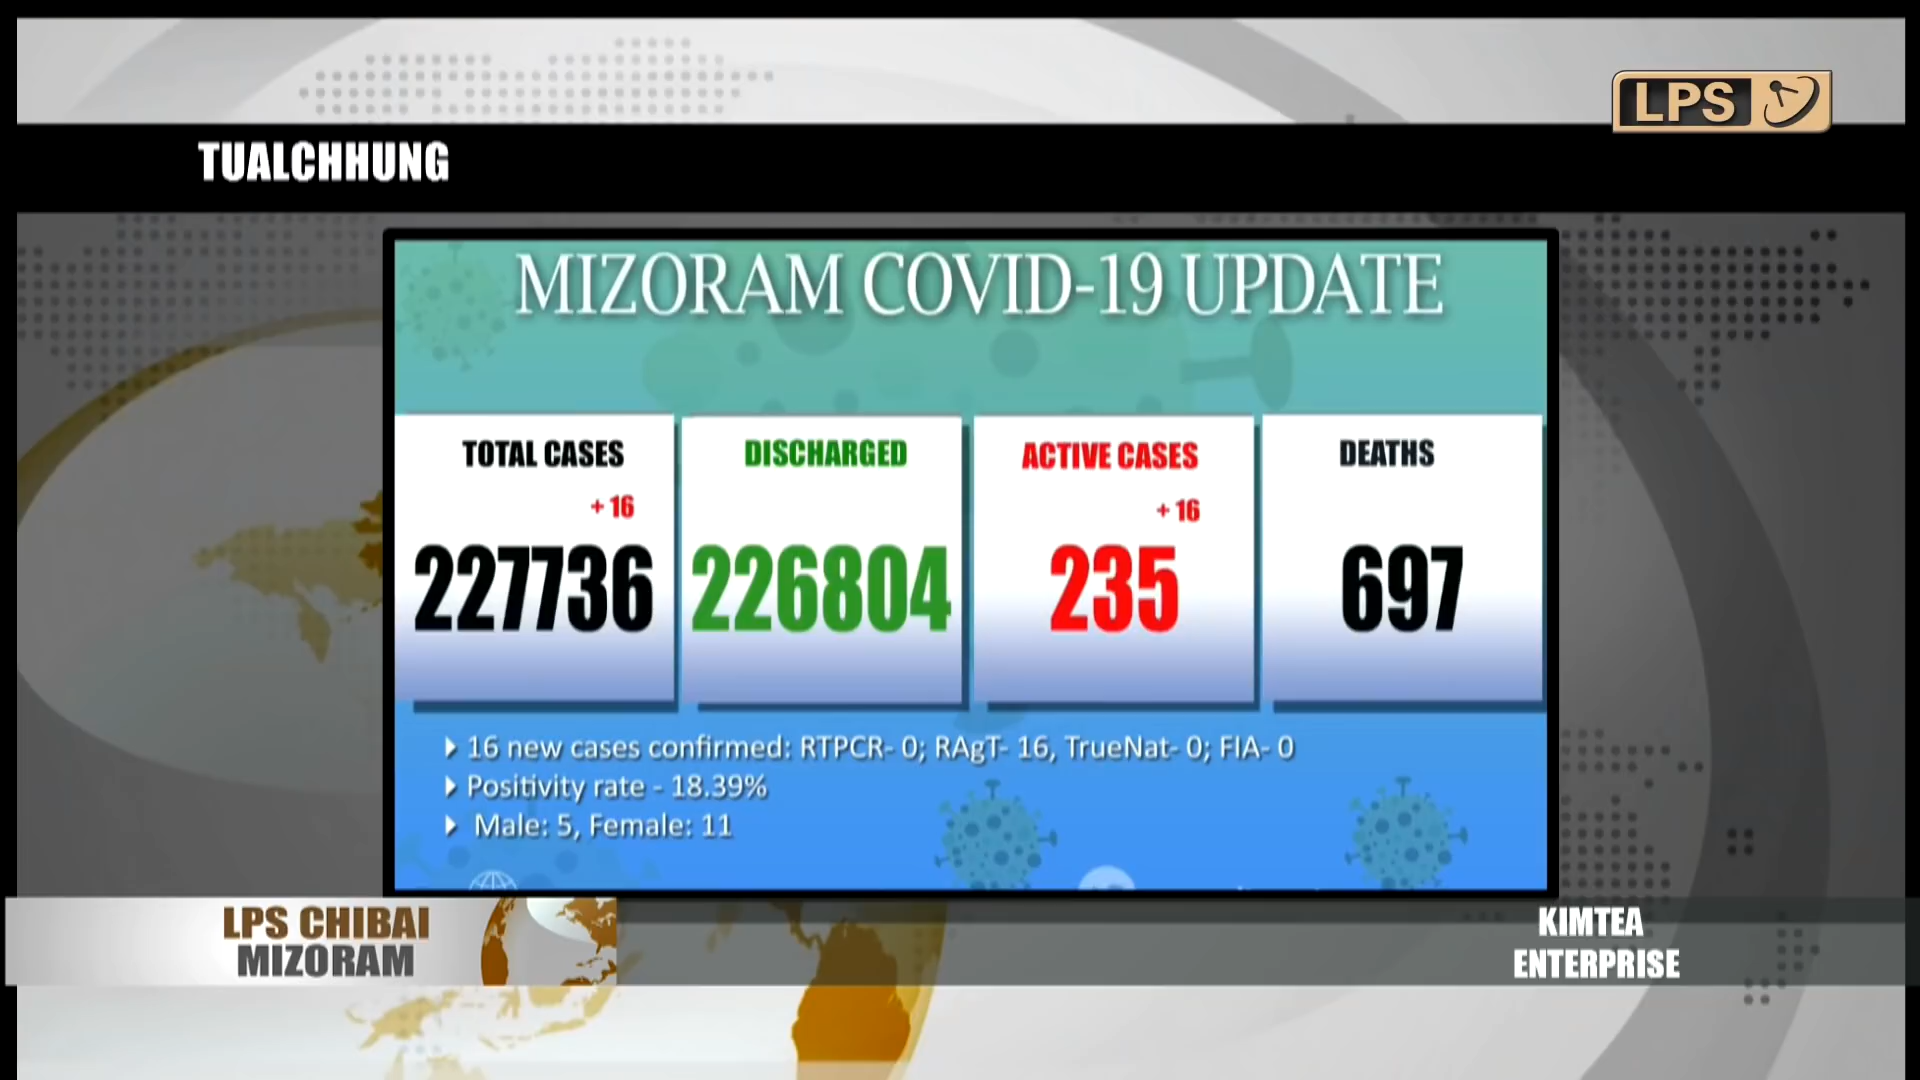 LPS
TUALCHHUNG
MIZORAM COVID-19 UPDATE
TOTAL CASES
+ 16
227736
DISCHARGED
226804
ACTIVE CASES
+ 16
235
DEATHS
697
16 new cases confirmed: RTPCR- 0; RAgT- 16, TrueNat- 0; FIA- 0
Positivity rate - 18.39%
Male: 5, Female: 11
LPS CHIBAI
MIZORAM
KIMTEA
ENTERPRISE